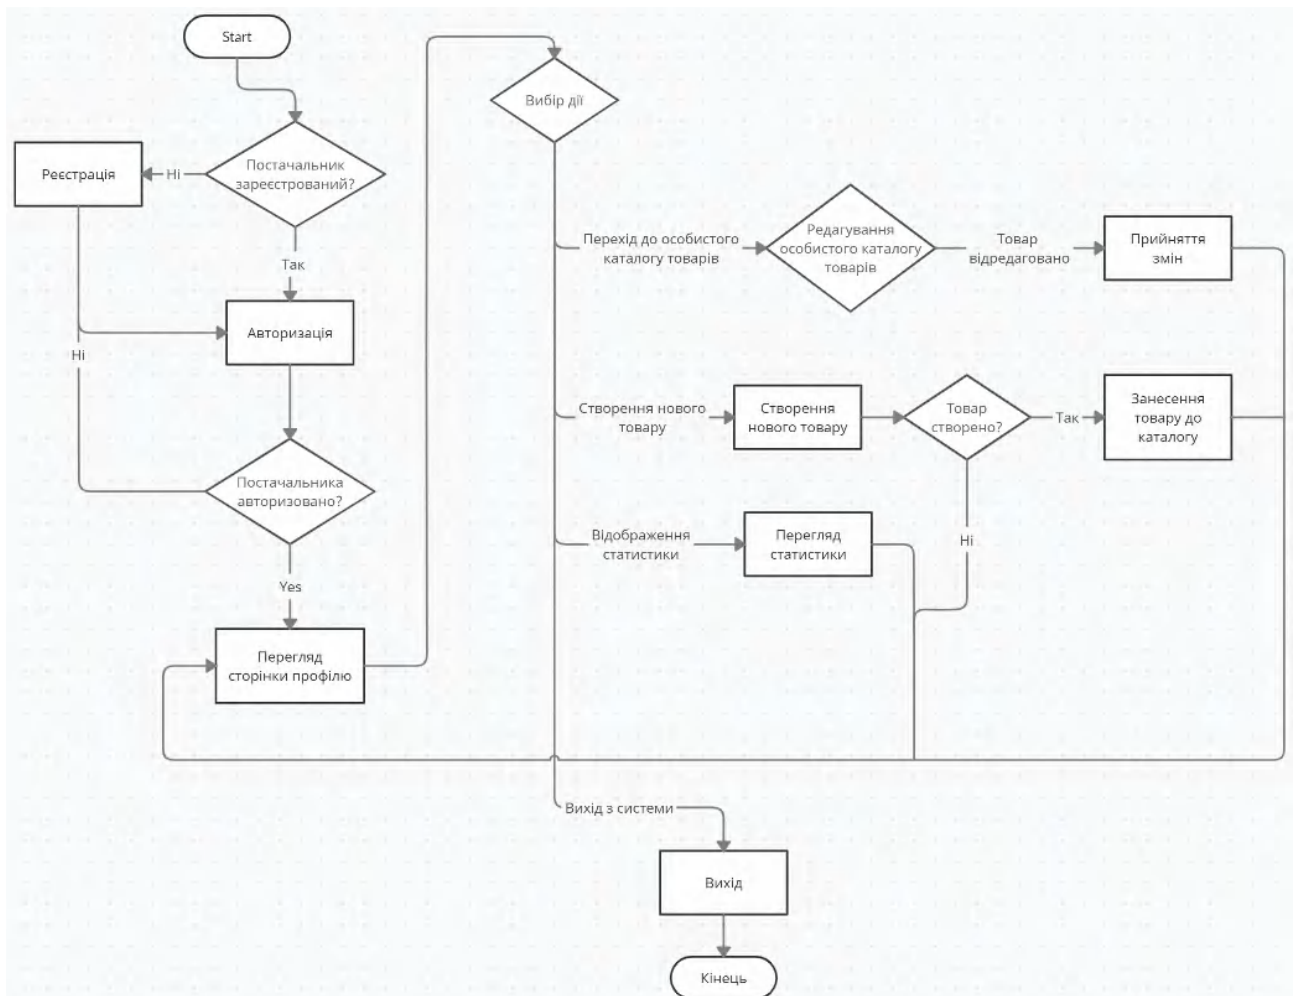 Start
Постачальник
зареєстрований?
Ні
Реєстрація
Так
Авторизація
Ні
Постачальника
авторизовано?
Yes
Перегляд
сторінки профілю
Вибір дії
Перехід до особистого
каталогу товарів
Редагування
особистого каталогу
товарів
Товар
відредаговано
Прийняття
змін
Створення нового
товару
Створення
нового товару
Товар
створено?
Так
Занесення
товару до
каталогу
Ні
Відображення
статистики
Перегляд
статистики
Вихід з системи
Вихід
Кінець